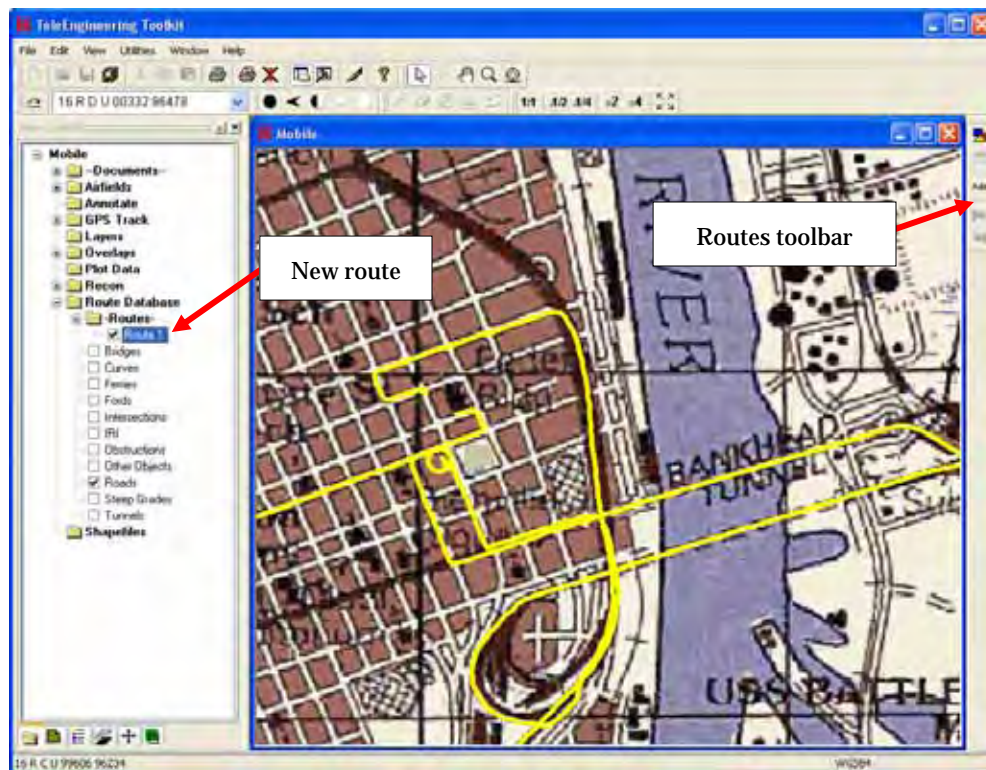 TeleEngineering Toolkit
File Edit View Utilities Window Help
16 R D U 00332 96478
1/1 1/2 1/4 x2 x4
Mobile
-Documents-
Airfields
Annotate
GPS Track
Layers
Overlays
Plot Data
Recon
Route Database
-Routes-
Route 1
Bridges
Curves
Ferries
Fords
Intersections
IRI
Obstructions
Other Objects
Roads
Steep Grades
Tunnels
Shapefiles
New route
Mobile
Routes toolbar
RIVER
BANKHEAD
TUNNEL
USS BATTLE
16 R C U 99606 96234
WGS84